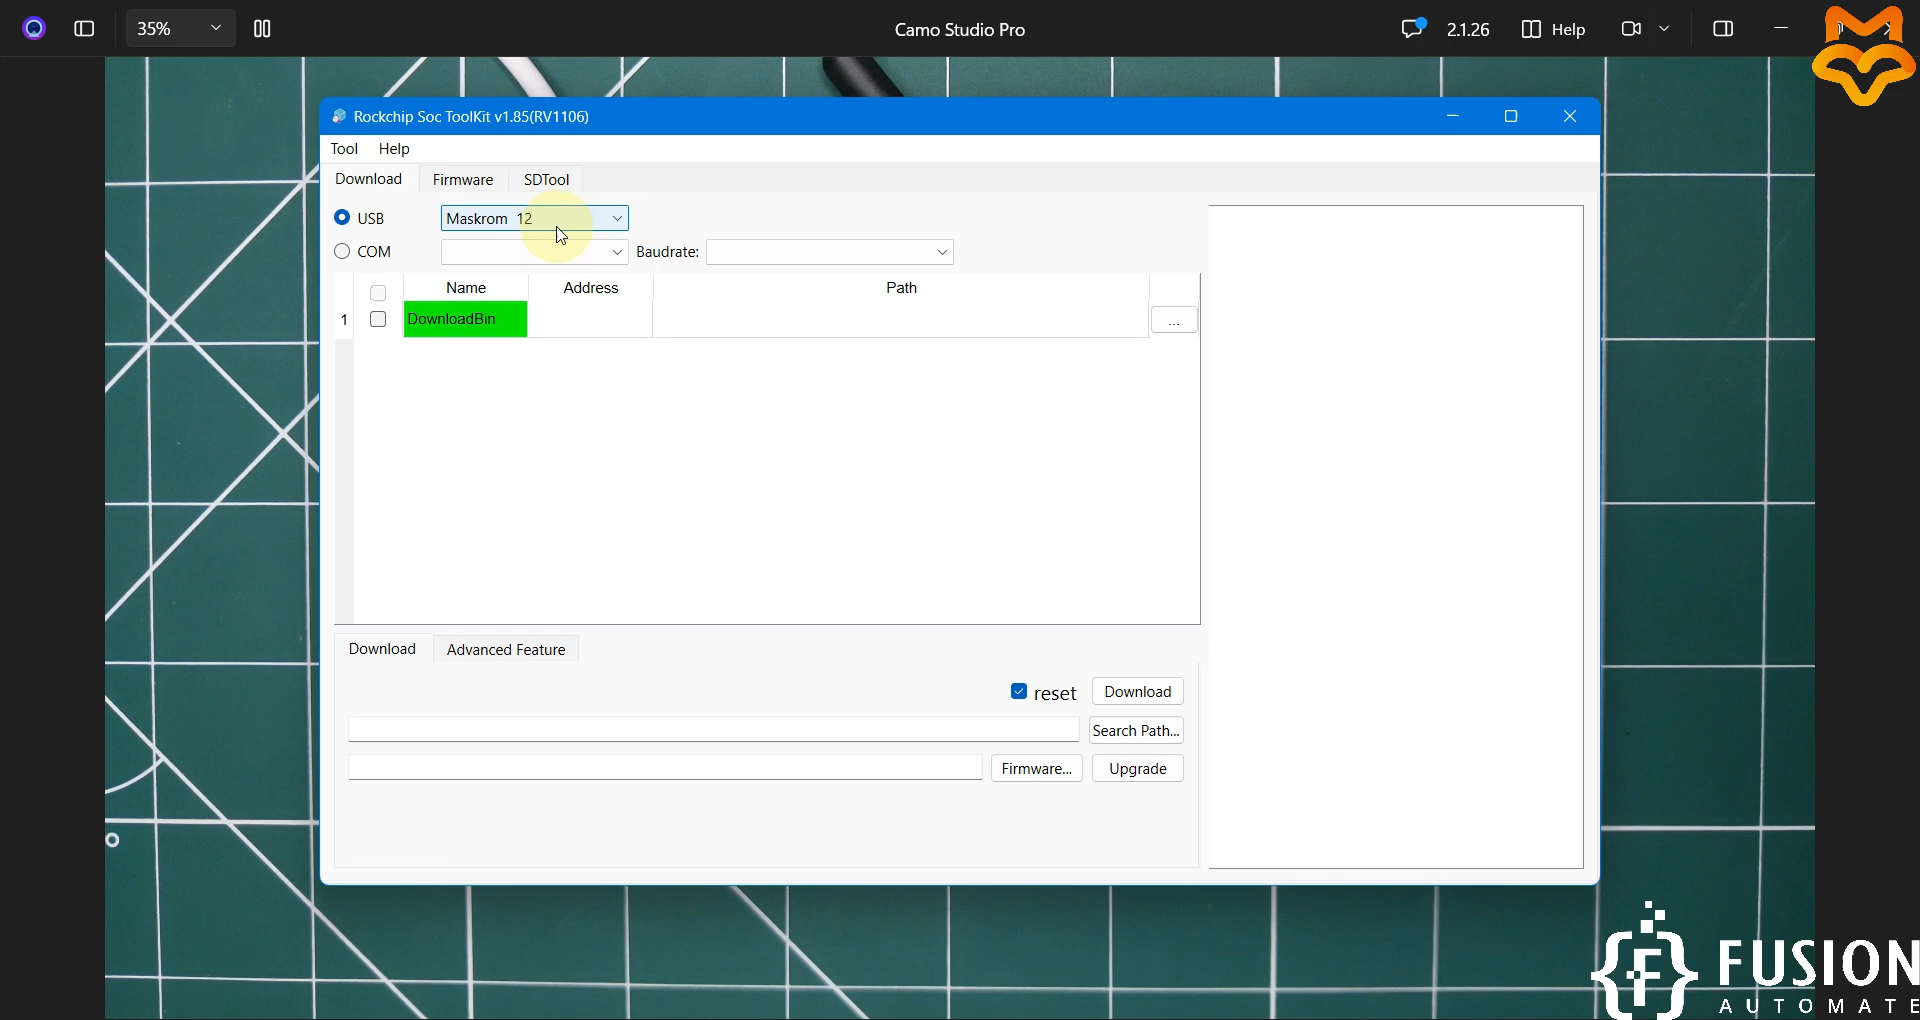 35%
Camo Studio Pro
2.1.26
Help
Rockchip Soc ToolKit v1.85(RV1106)
Tool Help
Download Firmware SDTool
USB Maskrom 12
COM Baudrate:
Name Address Path
1 DownloadBin ...
Download Advanced Feature
reset Download
Search Path...
Firmware... Upgrade
FUSION
AUTOMATE